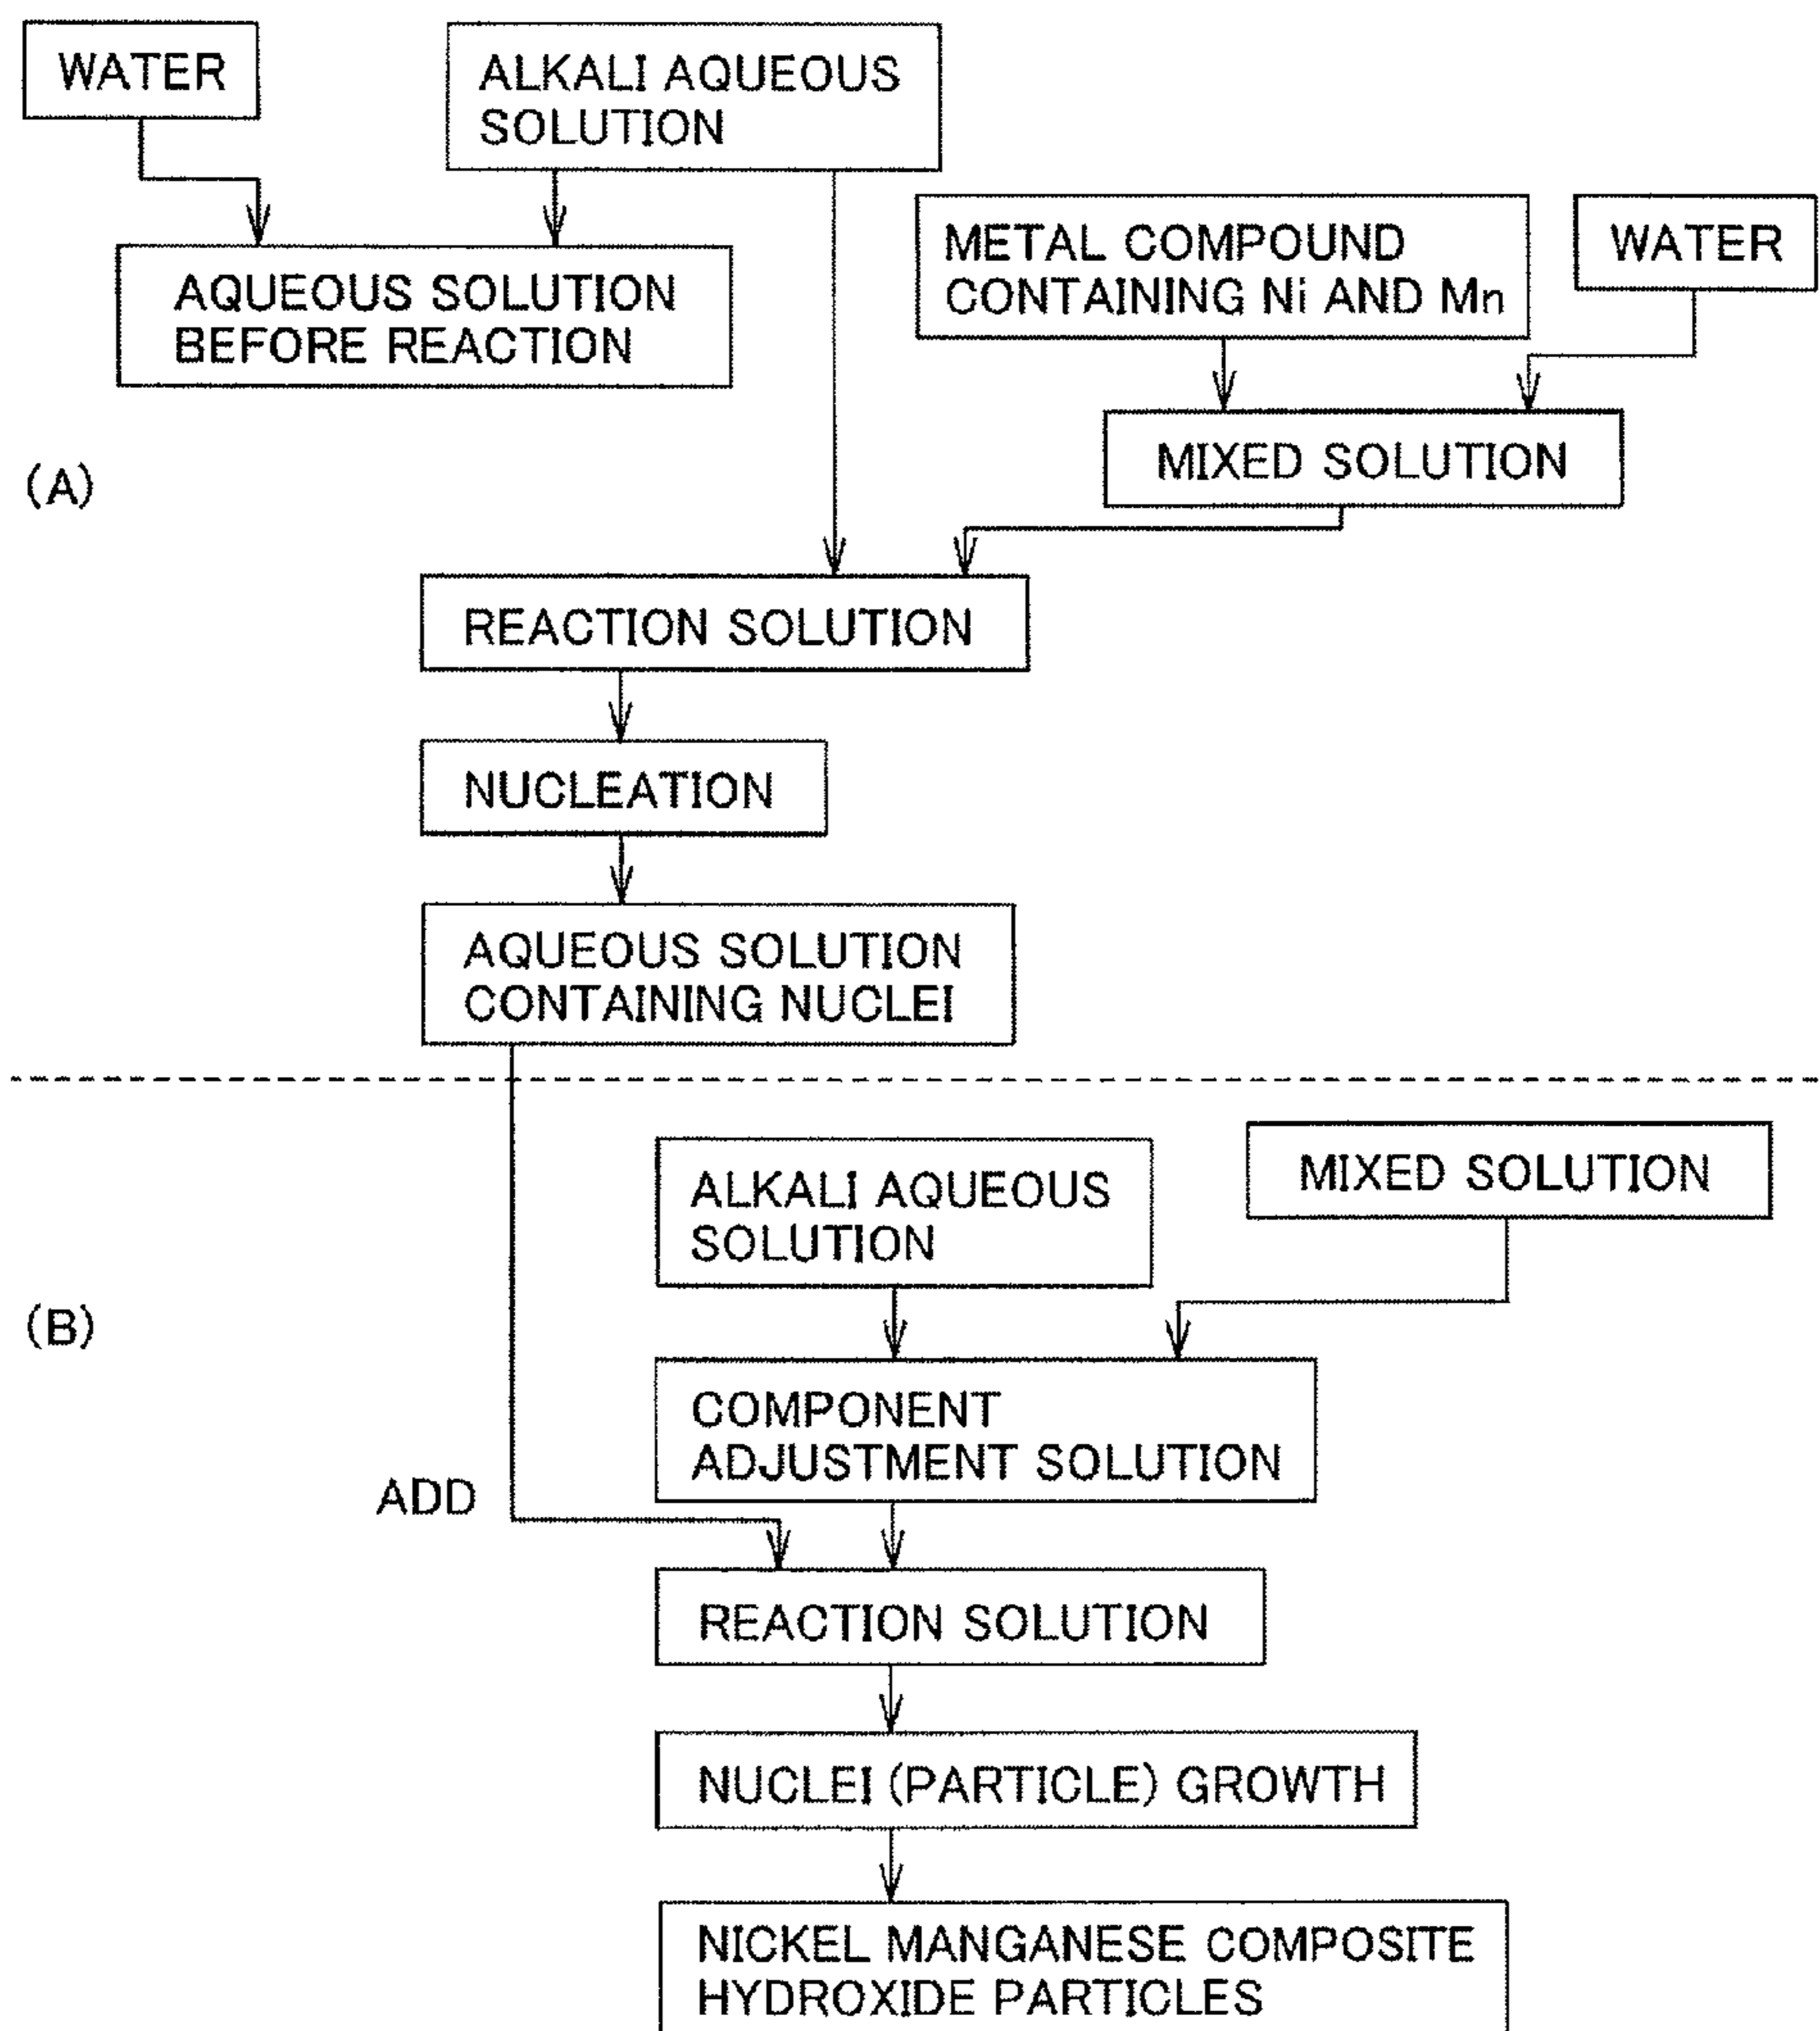 WATER
ALKALI AQUEOUS
SOLUTION
METAL COMPOUND
CONTAINING Ni AND Mn
WATER
AQUEOUS SOLUTION
BEFORE REACTION
MIXED SOLUTION
(A)
REACTION SOLUTION
NUCLEATION
AQUEOUS SOLUTION
CONTAINING NUCLEI
ALKALI AQUEOUS
SOLUTION
MIXED SOLUTION
(B)
COMPONENT
ADJUSTMENT SOLUTION
ADD
REACTION SOLUTION
NUCLEI (PARTICLE) GROWTH
NICKEL MANGANESE COMPOSITE
HYDROXIDE PARTICLES